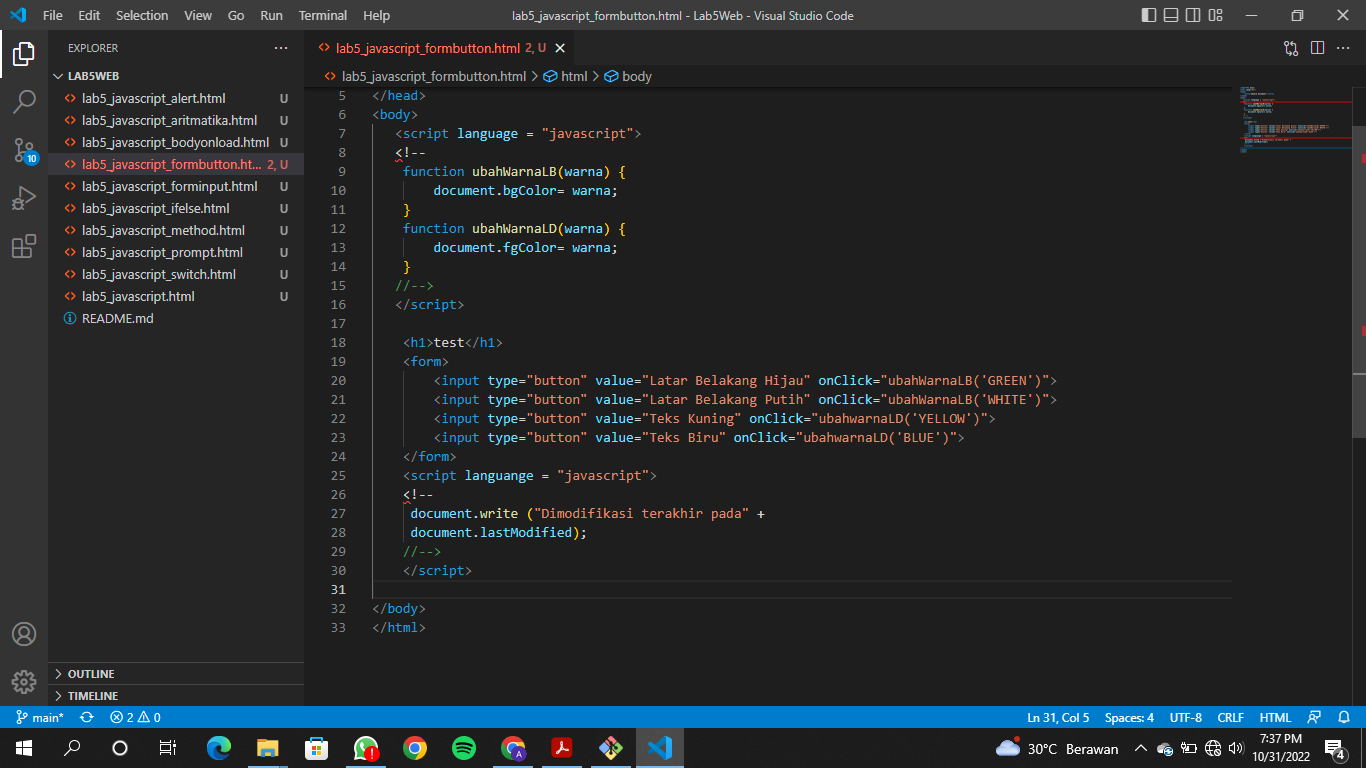 File Edit Selection View Go Run Terminal Help lab5_javascript_formbutton.html - Lab5Web - Visual Studio Code
EXPLORER
LAB5WEB
lab5_javascript_alert.html U
lab5_javascript_aritmatika.html U
lab5_javascript_bodyonload.html U
lab5_javascript_formbutton.ht... 2, U
lab5_javascript_forminput.html U
lab5_javascript_ifelse.html U
lab5_javascript_method.html U
lab5_javascript_prompt.html U
lab5_javascript_switch.html U
lab5_javascript.html U
README.md
10
OUTLINE
TIMELINE
lab5_javascript_formbutton.html 2, U
lab5_javascript_formbutton.html > html > body
5 </head>
6 <body>
7 <script language = "javascript">
8 <!--
9 function ubahWarnaLB(warna) {
10 document.bgColor= warna;
11 }
12 function ubahWarnaLD(warna) {
13 document.fgColor= warna;
14 }
15 //-->
16 </script>
17
18 <h1>test</h1>
19 <form>
20 <input type="button" value="Latar Belakang Hijau" onClick="ubahWarnaLB('GREEN')">
21 <input type="button" value="Latar Belakang Putih" onClick="ubahWarnaLB('WHITE')">
22 <input type="button" value="Teks Kuning" onClick="ubahwarnaLD('YELLOW')">
23 <input type="button" value="Teks Biru" onClick="ubahwarnaLD('BLUE')">
24 </form>
25 <script languange = "javascript">
26 <!--
27 document.write ("Dimodifikasi terakhir pada" +
28 document.lastModified);
29 //-->
30 </script>
31
32 </body>
33 </html>
main* 2 0 Ln 31, Col 5 Spaces: 4 UTF-8 CRLF HTML
30°C Berawan 7:37 PM
10/31/2022
4